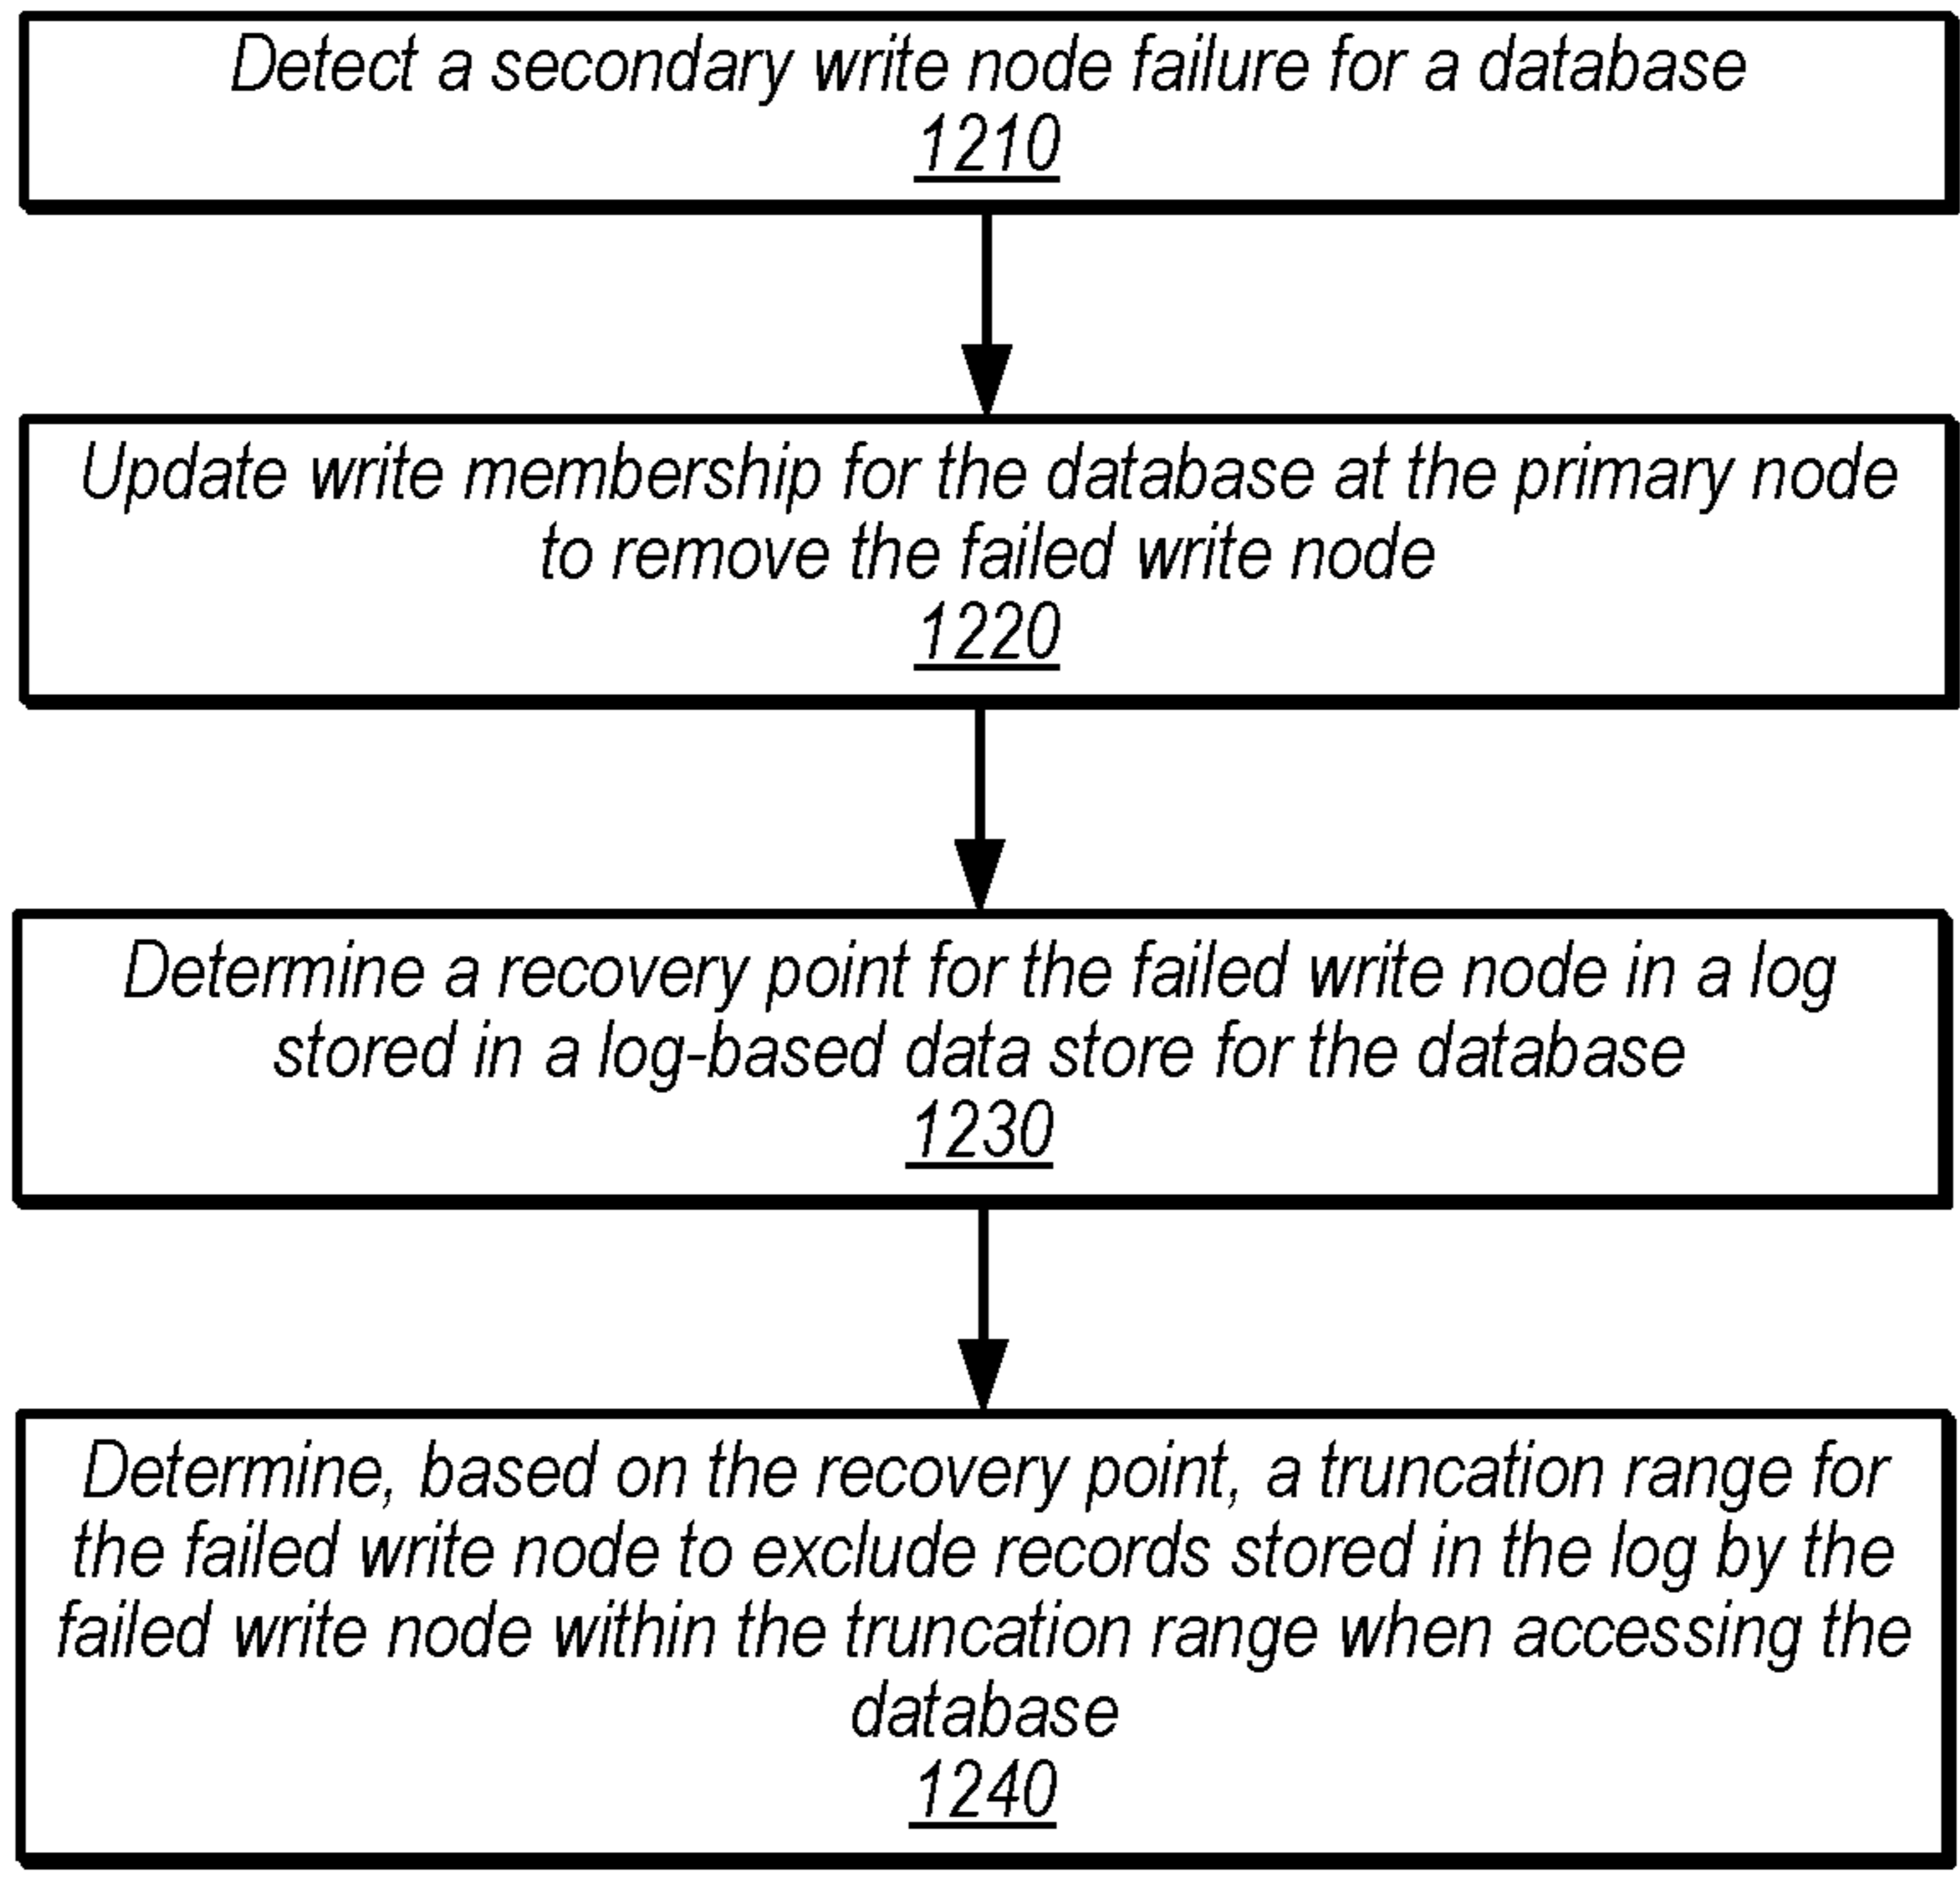 Detect a secondary write node failure for a database
1210
Update write membership for the database at the primary node
to remove the failed write node
1220
Determine a recovery point for the failed write node in a log
stored in a log-based data store for the database
1230
Determine, based on the recovery point, a truncation range for
the failed write node to exclude records stored in the log by the
failed write node within the truncation range when accessing the
database
1240